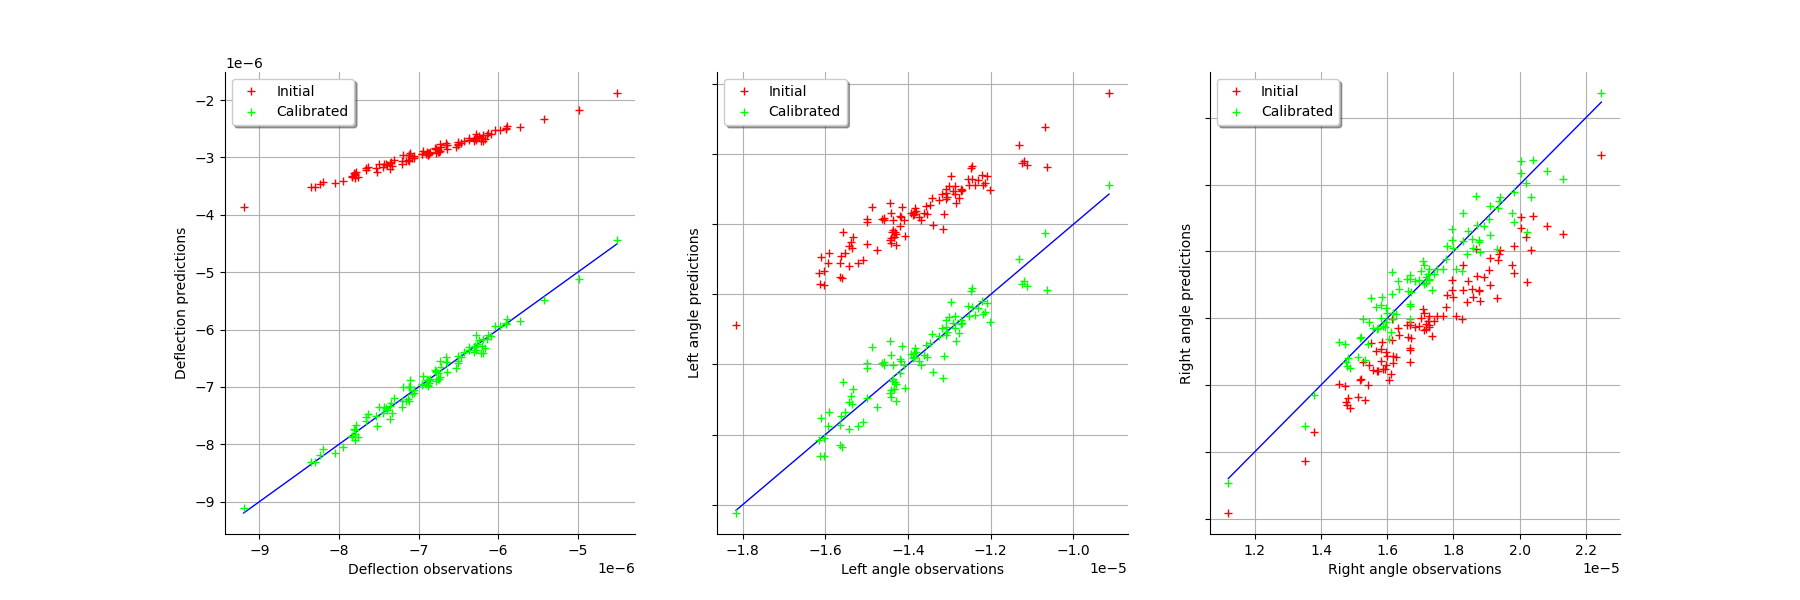 1e−6
Initial
Calibrated
−2
−3
−4
−5
−6
−7
−8
−9
Deflection predictions
−9 −8 −7 −6 −5
Deflection observations
1e−6
Initial
Calibrated
Left angle predictions
−1.8 −1.6 −1.4 −1.2 −1.0
Left angle observations
1e−5
Initial
Calibrated
Right angle predictions
1.2 1.4 1.6 1.8 2.0 2.2
Right angle observations
1e−5